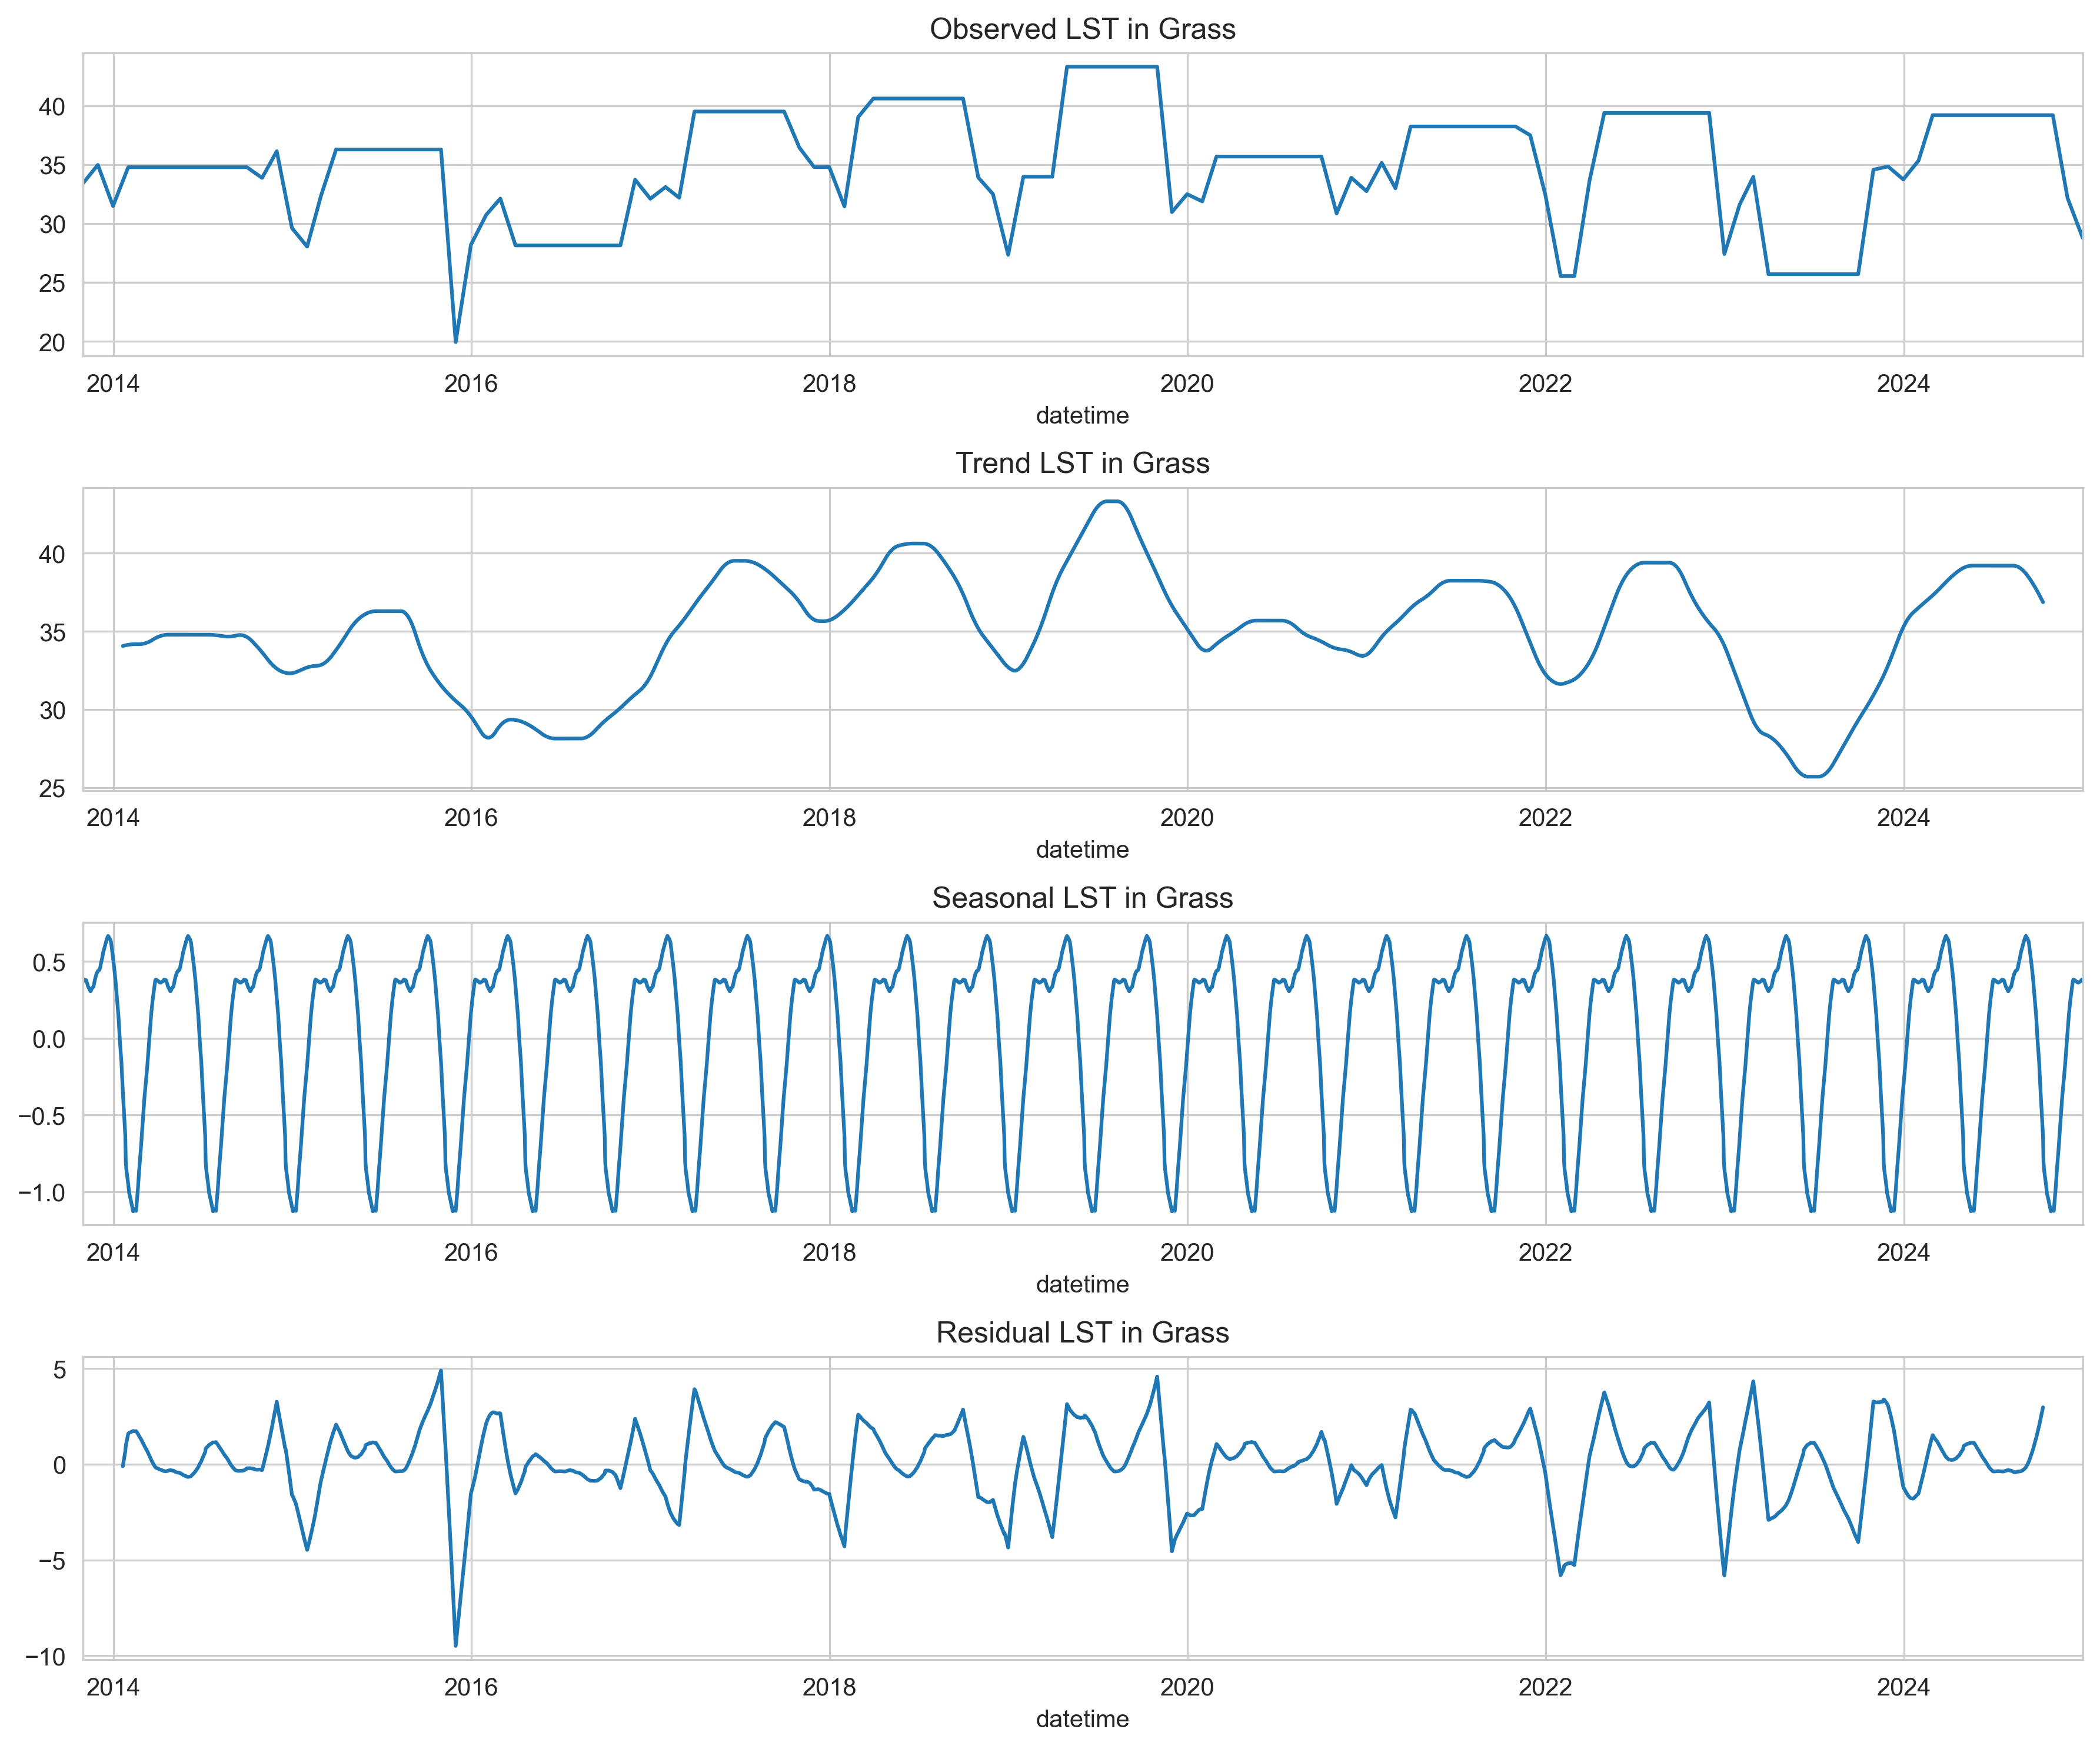 Observed LST in Grass
40
35
30
25
20
2014 2016 2018 2020 2022 2024
datetime
Trend LST in Grass
40
35
30
25
2014 2016 2018 2020 2022 2024
datetime
Seasonal LST in Grass
0.5
0.0
−0.5
−1.0
2014 2016 2018 2020 2022 2024
datetime
Residual LST in Grass
5
0
−5
−10
2014 2016 2018 2020 2022 2024
datetime